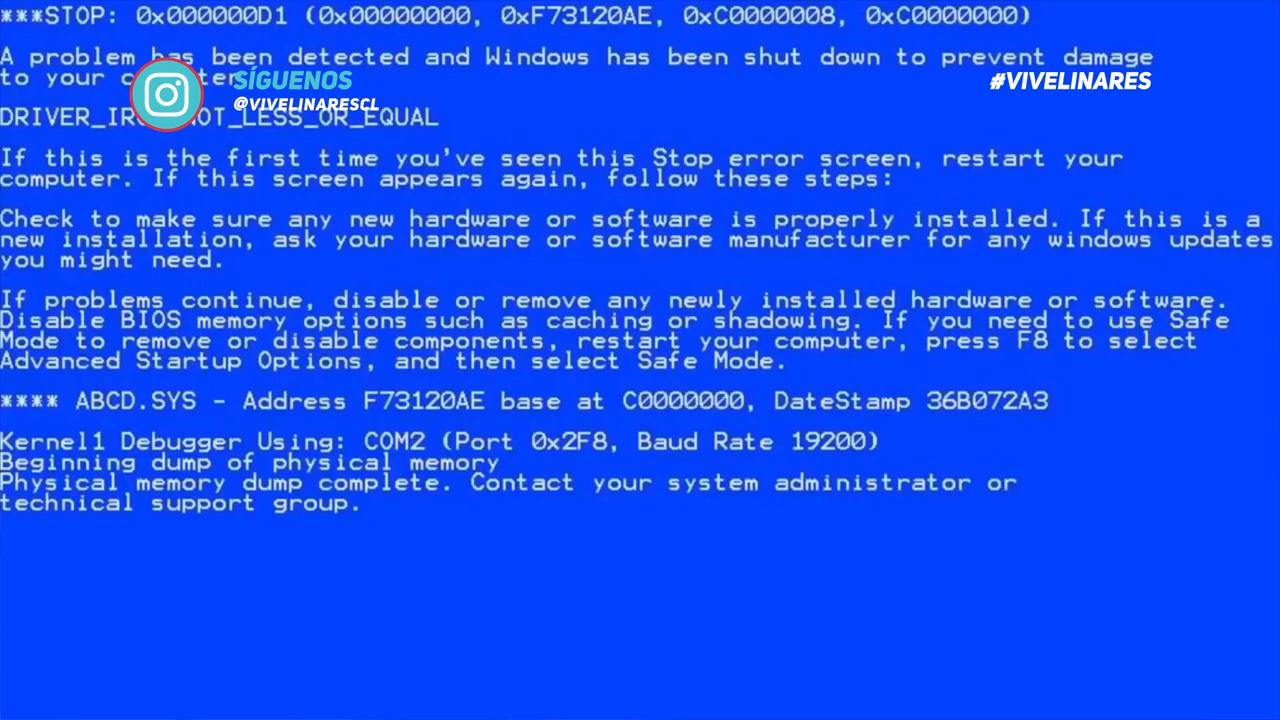 ***STOP: 0x000000D1 (0x00000000, 0xF73120AE, 0xC0000008, 0xC0000000)
A problem has been detected and Windows has been shut down to prevent damage
to your
SÍGUENOS
#VIVELINARES
@VIVELINARESCL
DRIVER_IRQL_NOT_LESS_OR_EQUAL
If this is the first time you've seen this Stop error screen, restart your
computer. If this screen appears again, follow these steps:
Check to make sure any new hardware or software is properly installed. If this is a
new installation, ask your hardware or software manufacturer for any windows updates
you might need.
If problems continue, disable or remove any newly installed hardware or software.
Disable BIOS memory options such as caching or shadowing. If you need to use Safe
Mode to remove or disable components, restart your computer, press F8 to select
Advanced Startup Options, and then select Safe Mode.
**** ABCD.SYS - Address F73120AE base at C0000000, DateStamp 36B072A3
Kernel1 Debugger Using: COM2 (Port 0x2F8, Baud Rate 19200)
Beginning dump of physical memory
Physical memory dump complete. Contact your system administrator or
technical support group.